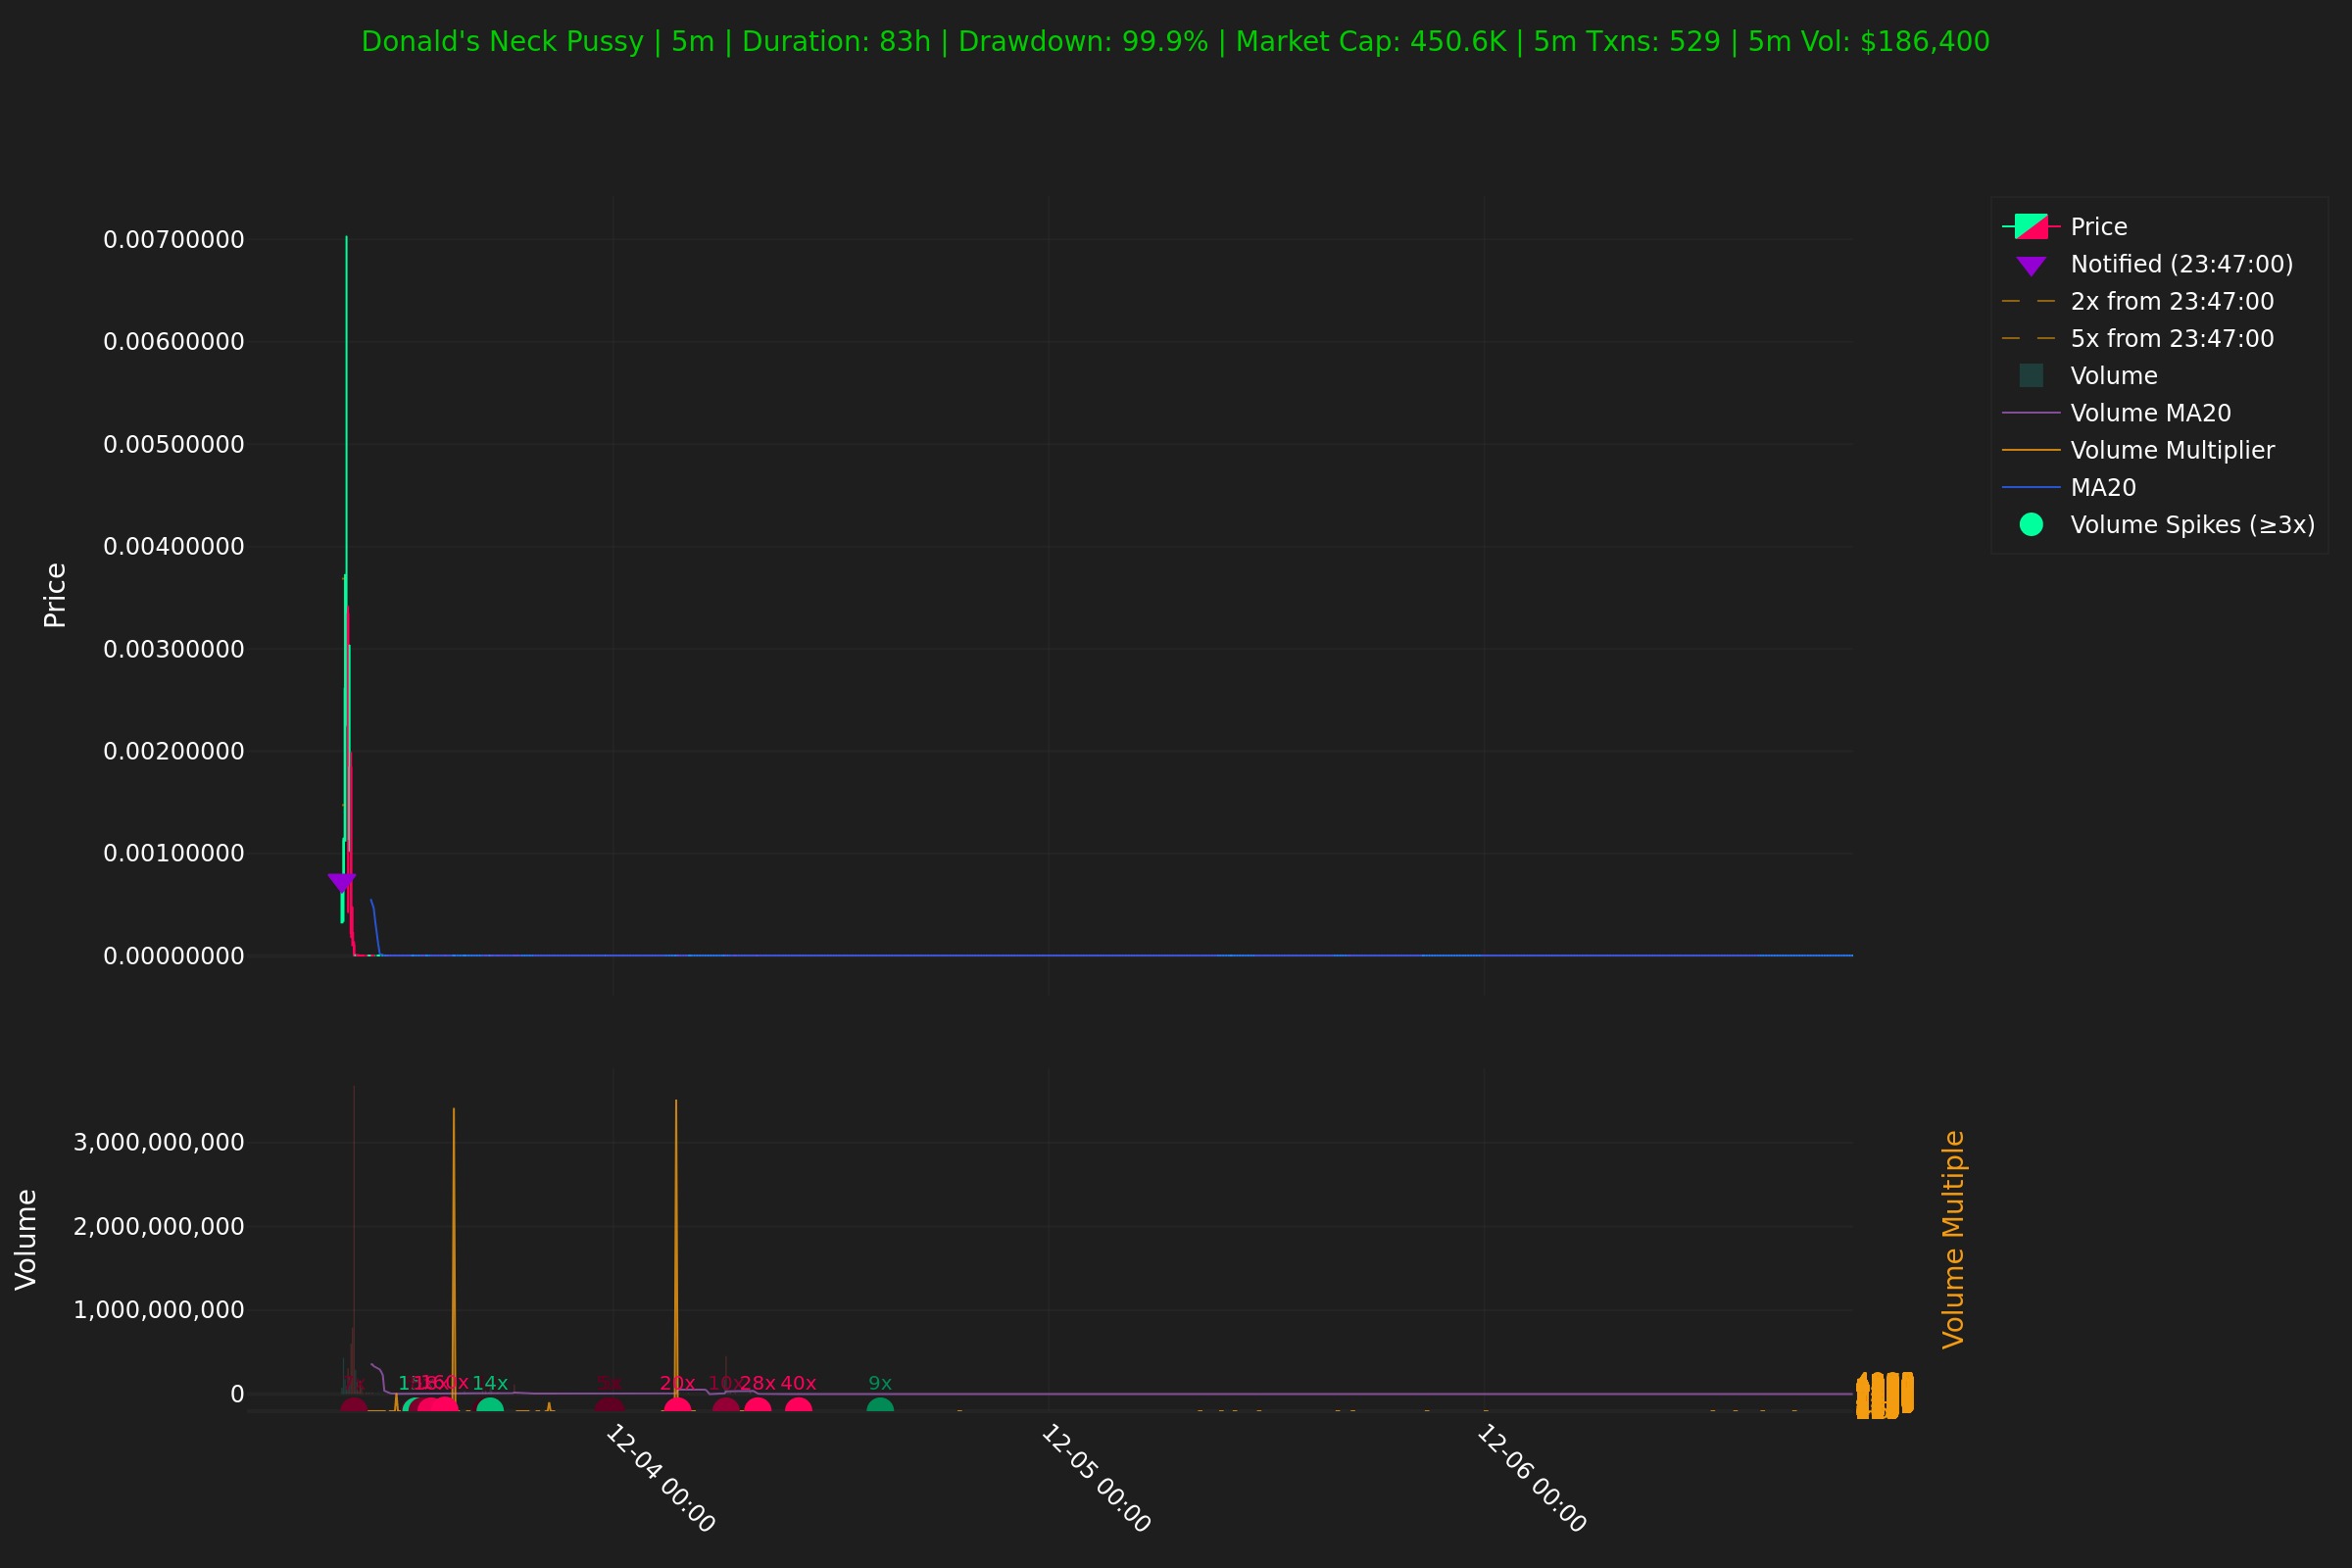 Donald's Neck Pussy | 5m | Duration: 83h | Drawdown: 99.9% | Market Cap: 450.6K | 5m Txns: 529 | 5m Vol: $186,400
Price
0.00700000
0.00600000
0.00500000
0.00400000
0.00300000
0.00200000
0.00100000
0.00000000
Price
Notified (23:47:00)
2x from 23:47:00
5x from 23:47:00
Volume
Volume MA20
Volume Multiplier
MA20
Volume Spikes (≥3x)
Volume
3,000,000,000
2,000,000,000
1,000,000,000
0
14x
20x
10x
28x
40x
9x
Volume Multiple
12-04 00:00
12-05 00:00
12-06 00:00